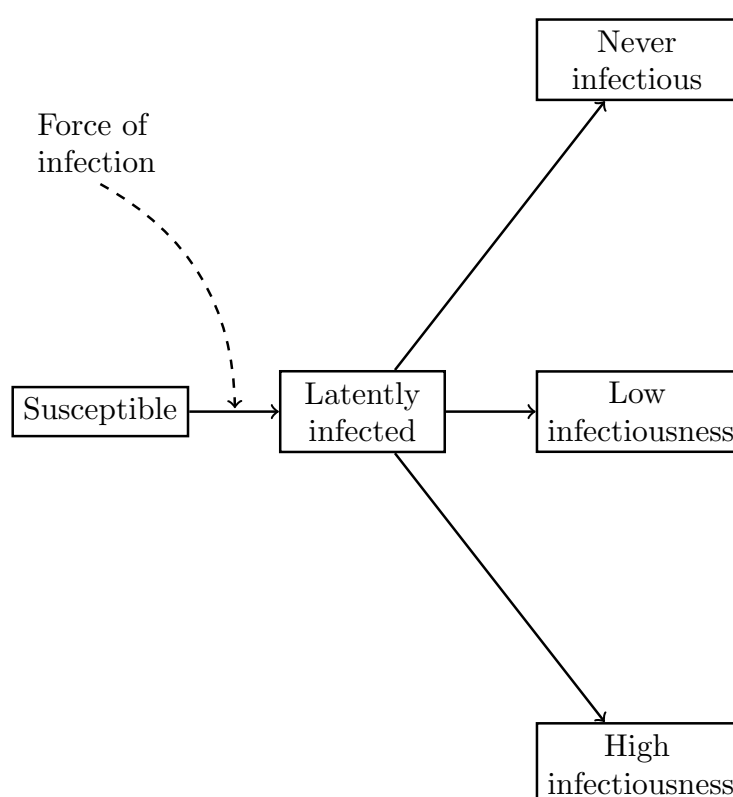 Never
infectious
Force of
infection
Susceptible
Latently
infected
Low
infectiousness
High
infectiousness